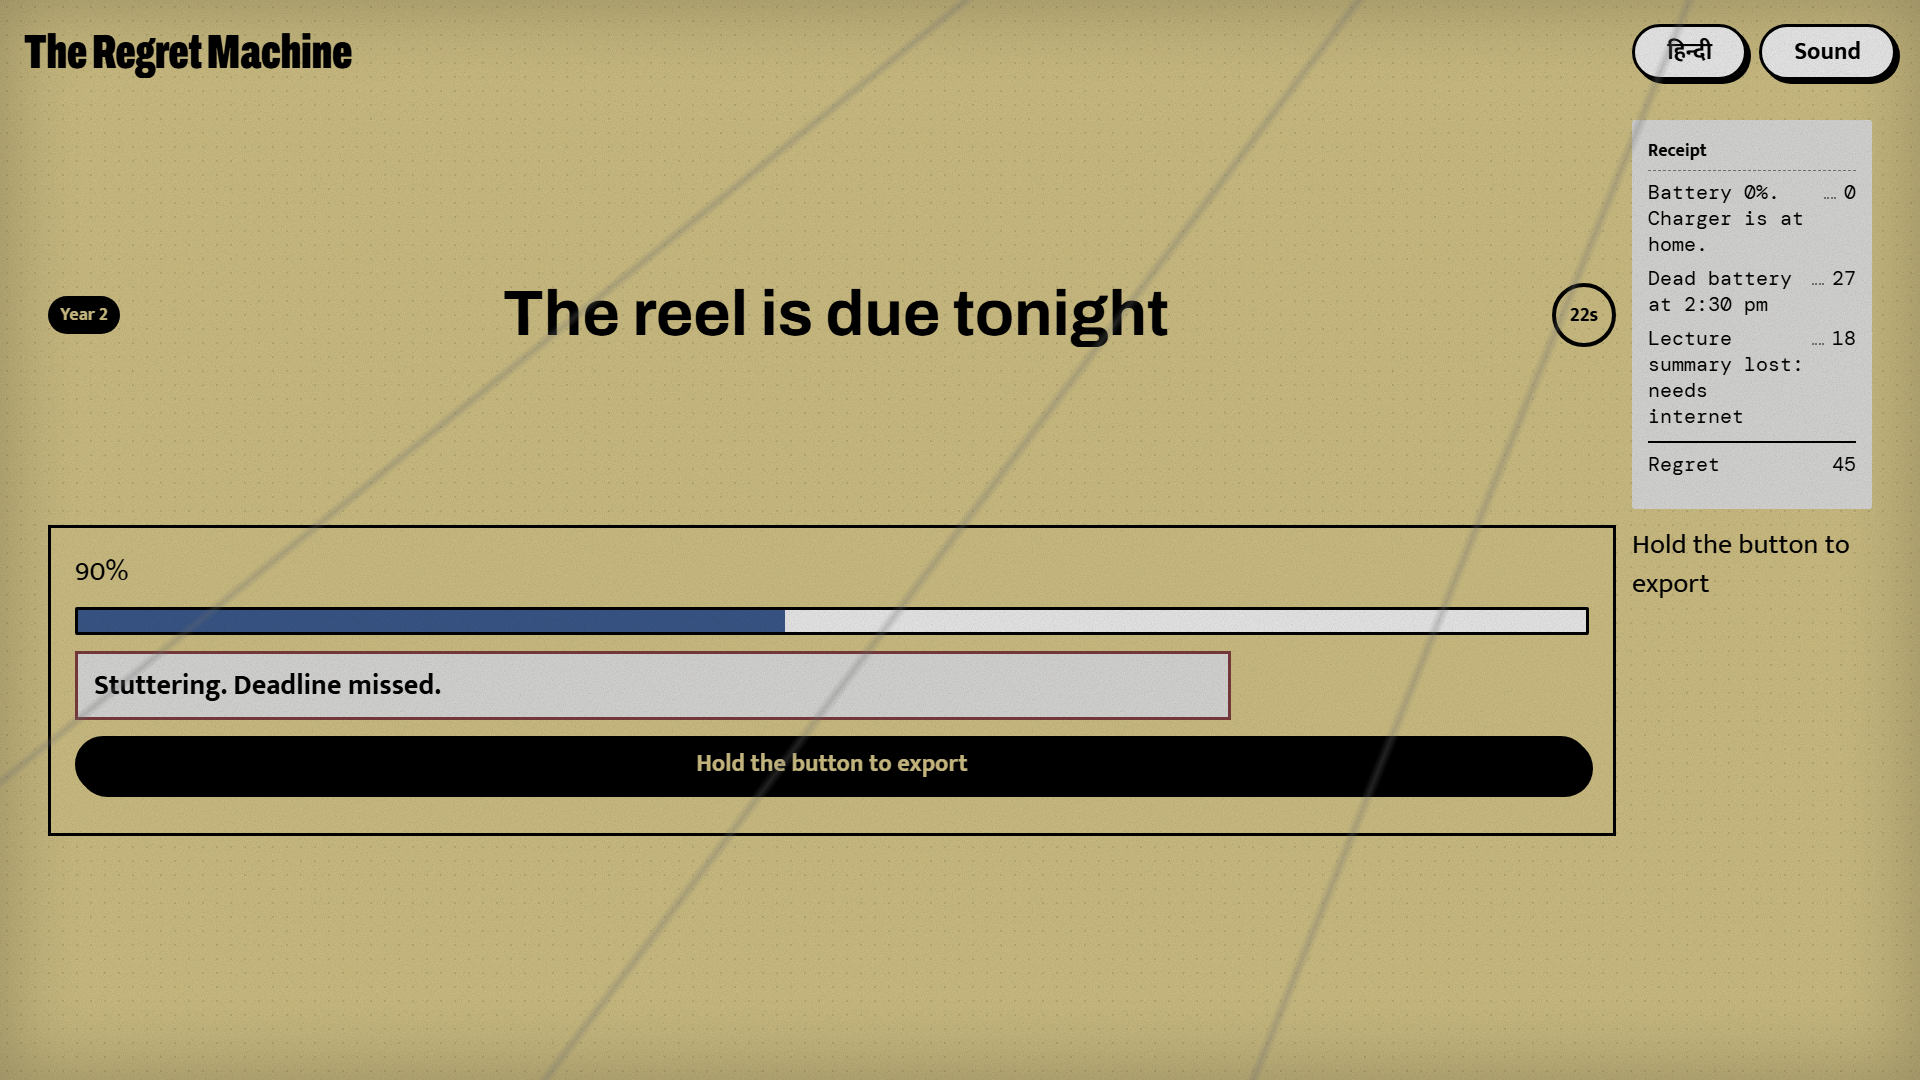 The Regret Machine
हिन्दी
Sound
Year 2
The reel is due tonight
22s
Receipt
Battery 0%. .... 0
Charger is at
home.
Dead battery .... 27
at 2:30 pm
Lecture .... 18
summary lost:
needs
internet
Regret 45
Hold the button to
export
90%
Stuttering. Deadline missed.
Hold the button to export